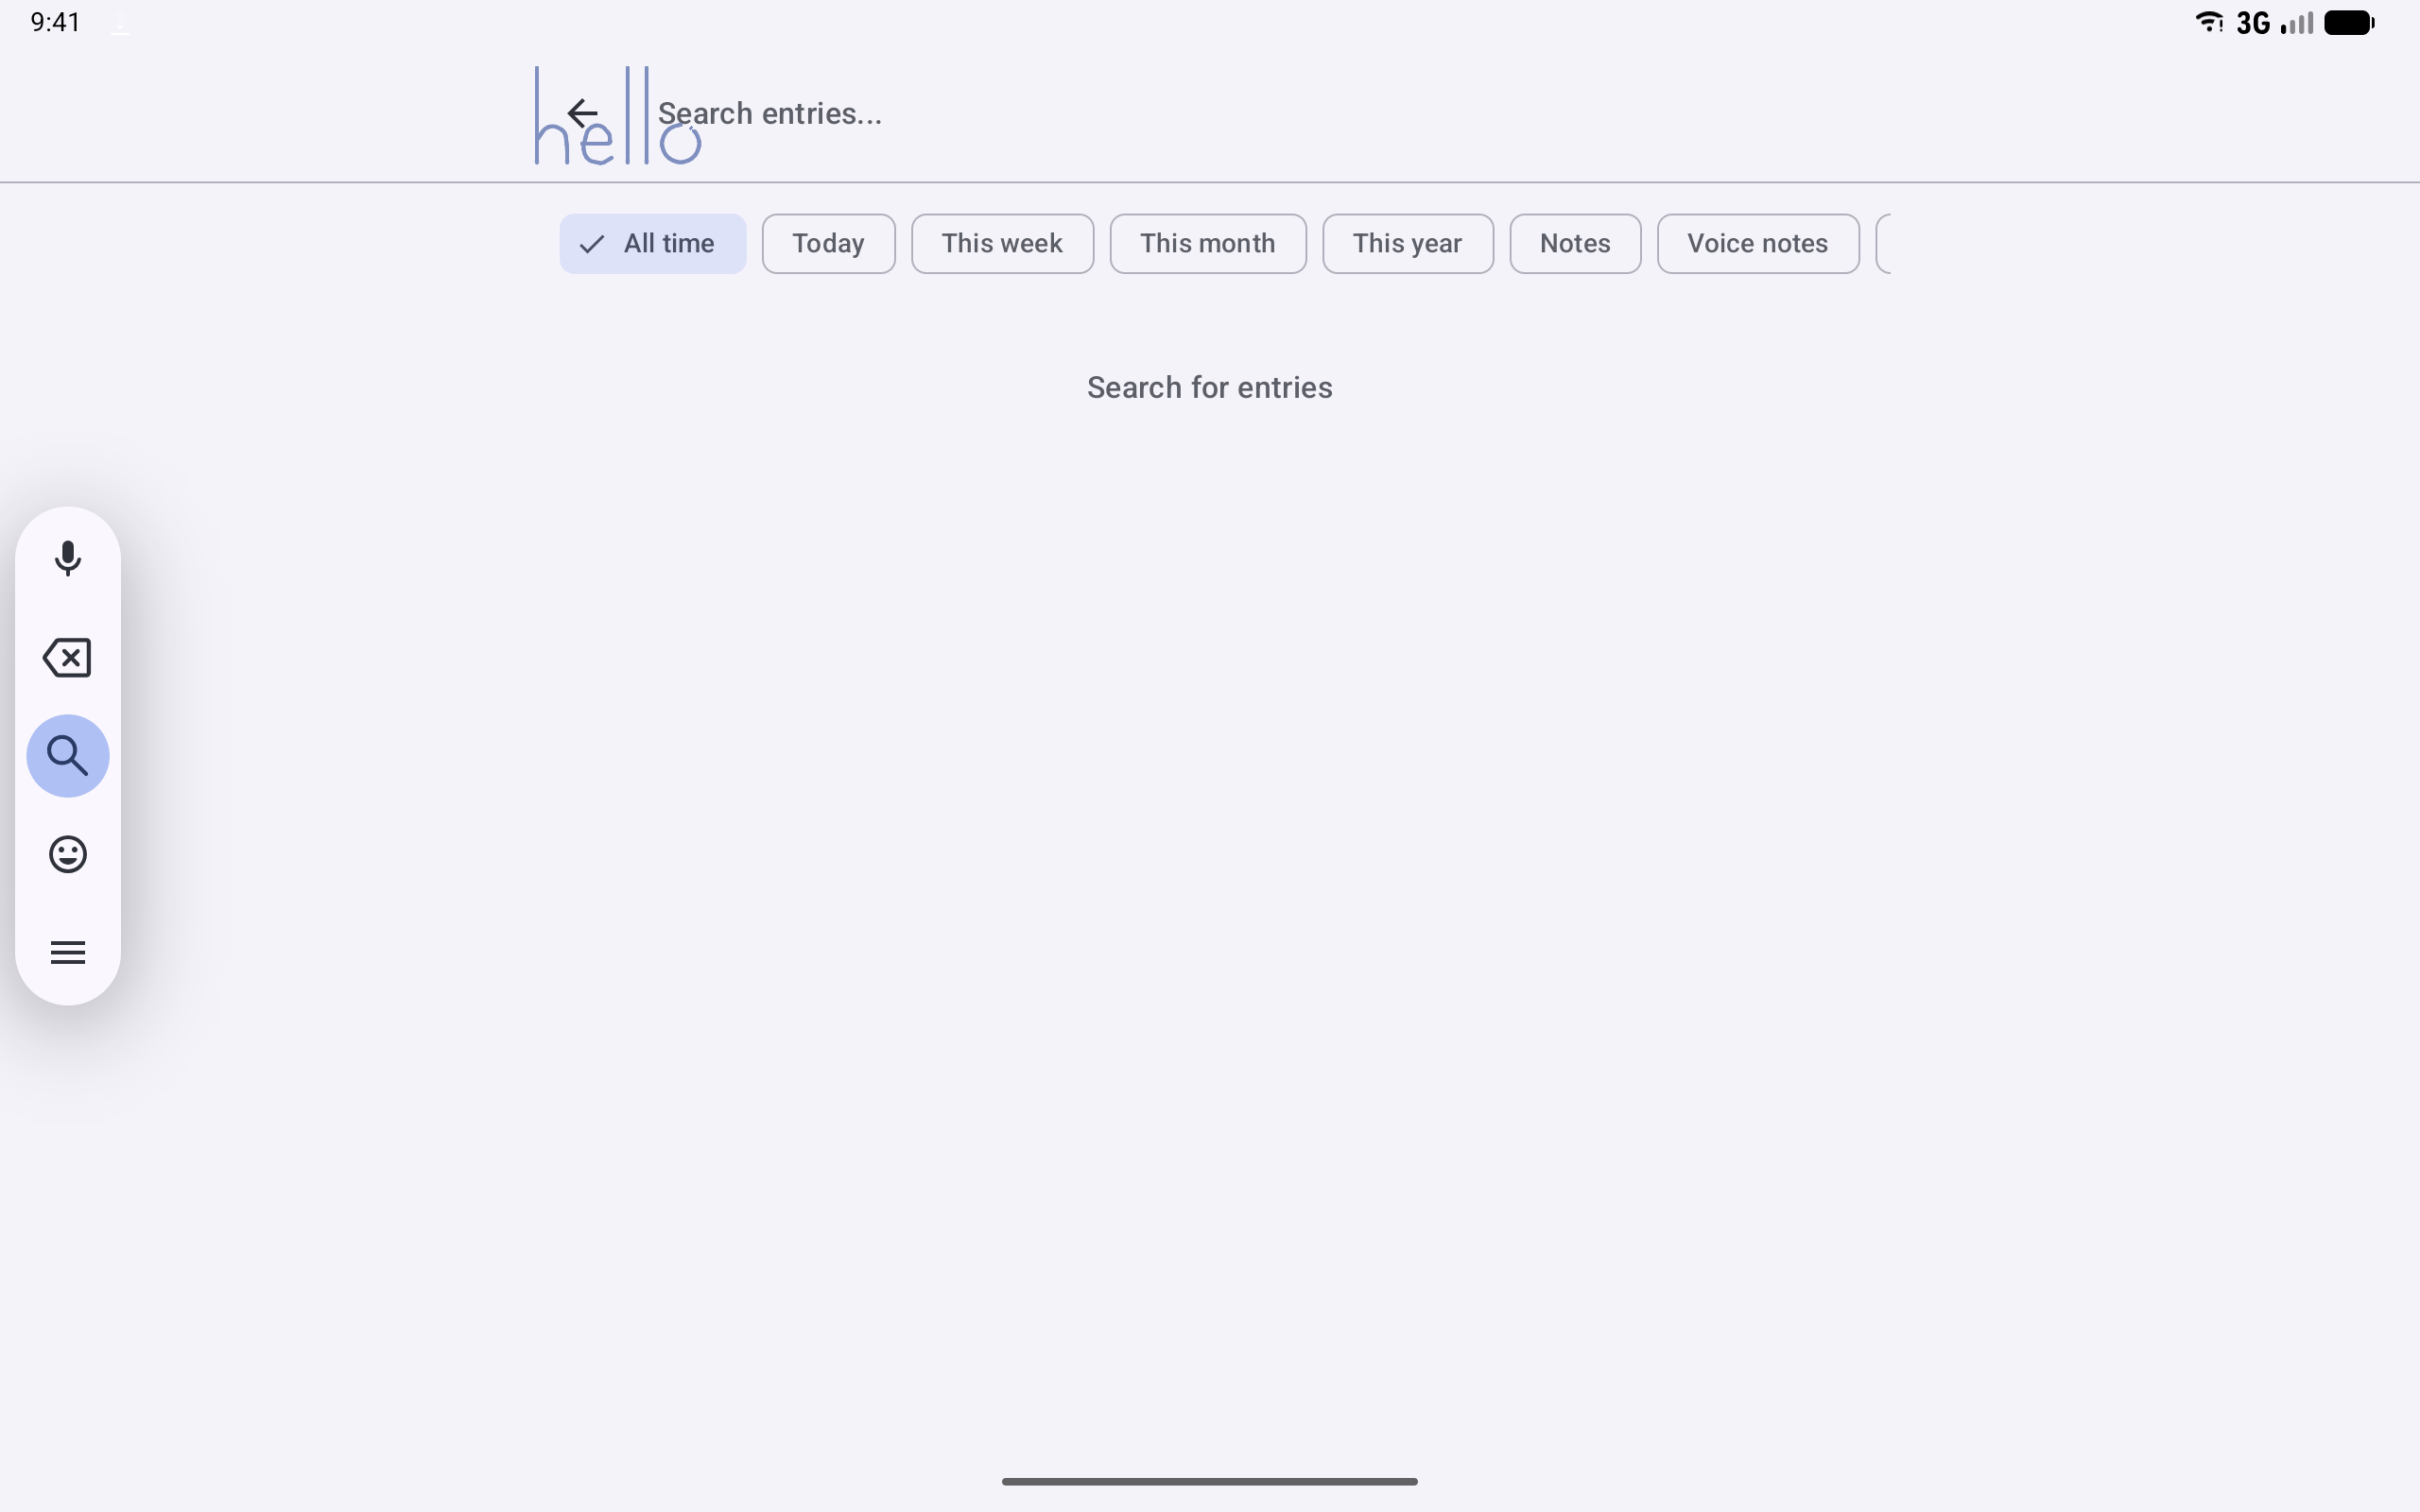 9:41
3G
hello
Search entries...
All time
Today
This week
This month
This year
Notes
Voice notes
Search for entries